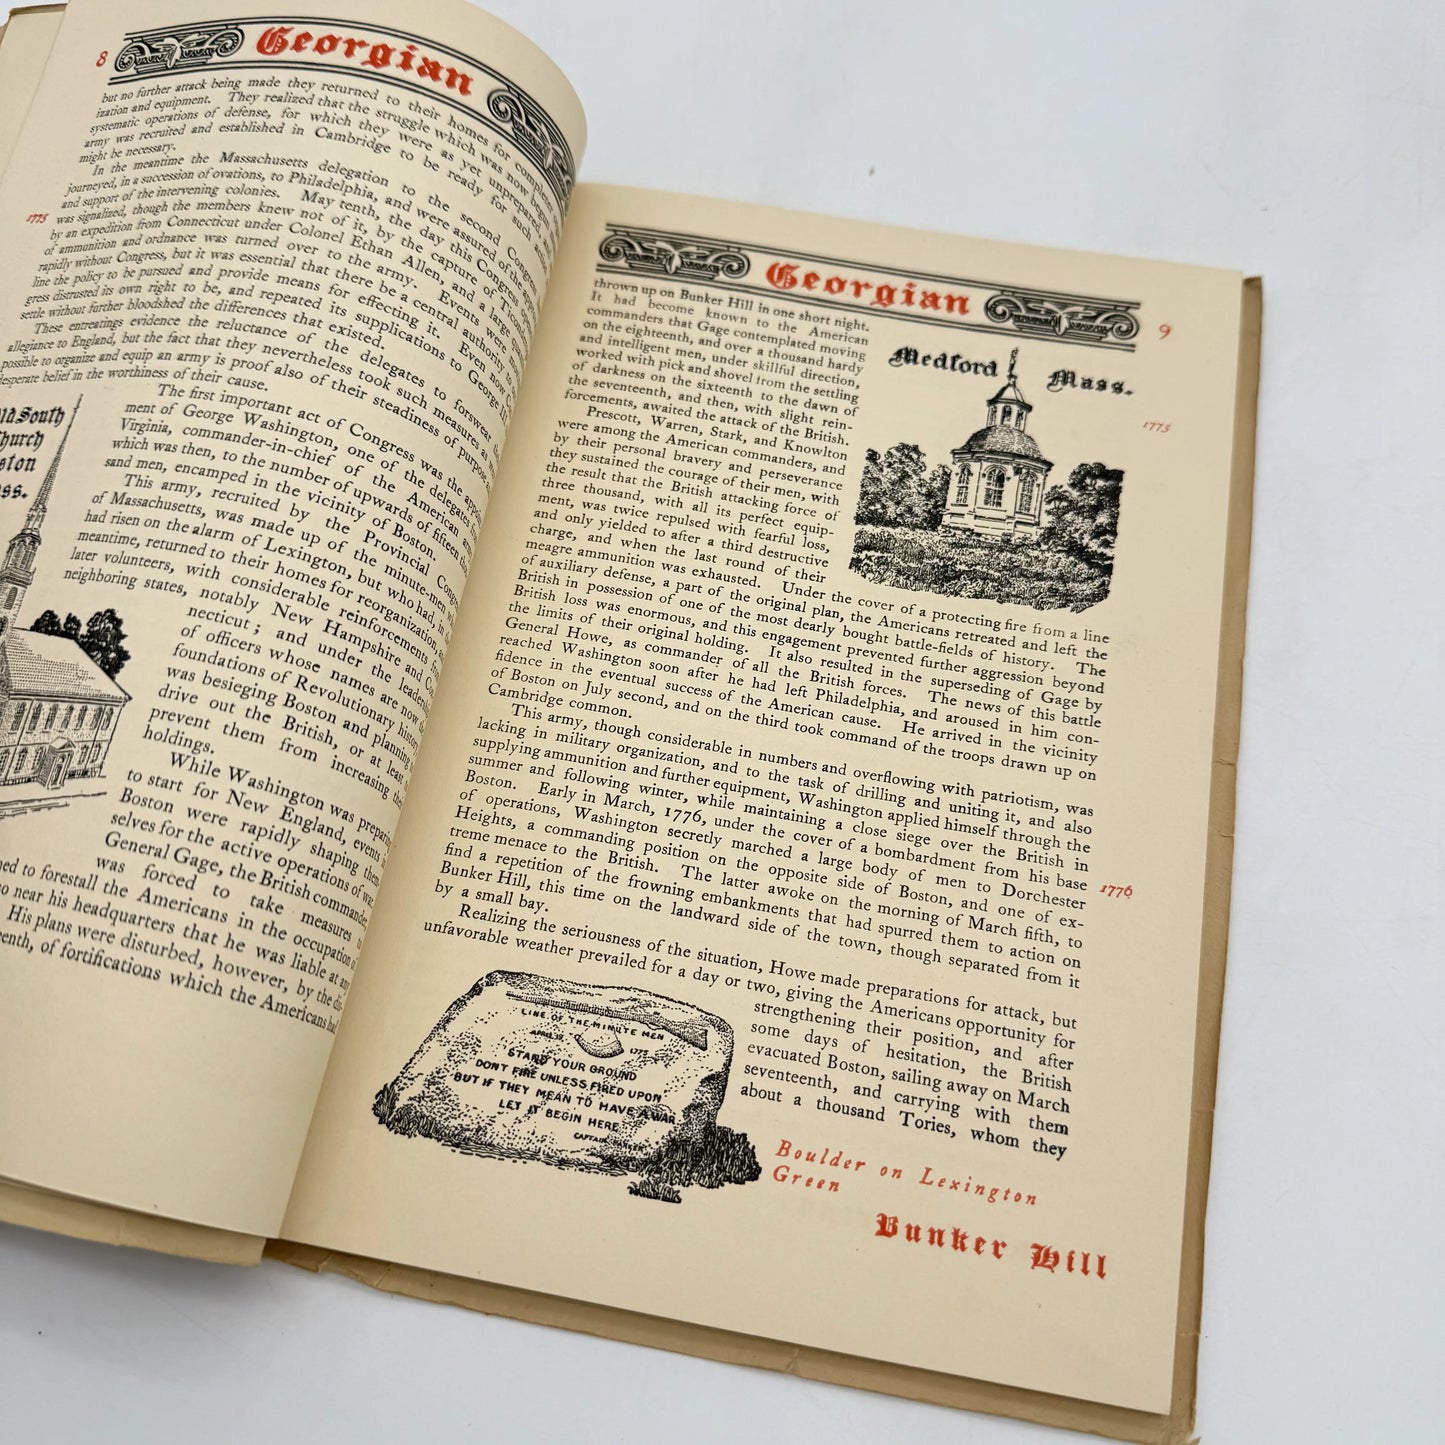 8
Georgian
but no further attack being made they returned to their homes for
ization and equipment. They realized that the struggle which was now
systematic operations of defense, for which they were as yet unprepared,
army was recruited and established in Cambridge to be ready for such
might be necessary.
In the meantime the Massachusetts delegation to the second
journeyed, in a succession of ovations, to Philadelphia, and were assured of the
and support of the intervening colonies. May tenth, the day this Congress
1775
was signalized, though the members knew not of it, by the capture of
by an expedition from Connecticut under Colonel Ethan Allen, and a large
of ammunition and ordnance was turned over to the army. Events were
rapidly without Congress, but it was essential that there be a central authority to
line the policy to be pursued and provide means for effecting it. Even now
gress distrusted its own right to be, and repeated its supplications to George III
settle without further bloodshed the differences that existed.
These entreatings evidence the reluctance of the delegates to forswear
allegiance to England, but the fact that they nevertheless took such measures as
possible to organize and equip an army is proof also of their steadiness of purpose
desperate belief in the worthiness of their cause.
Old South
Church
The first important act of Congress was the
ment of George Washington, one of the delegates
Virginia, commander-in-chief of the American
which was then, to the number of upwards of fifteen
sand men, encamped in the vicinity of Boston.
This army, recruited by the Provincial
of Massachusetts, was made up of the minute-men
had risen on the alarm of Lexington, but who had, in
meantime, returned to their homes for reorganization,
later volunteers, with considerable reinforcements
neighboring states, notably New Hampshire and
necticut; and under the leadership
of officers whose names are now the
foundations of Revolutionary history,
was besieging Boston and planning
drive out the British, or at least
prevent them from increasing their
holdings.
While Washington was preparing
to start for New England, events
Boston were rapidly shaping them-
selves for the active operations of war.
General Gage, the British commander,
was forced to take measures
to forestall the Americans in the occupation of
so near his headquarters that he was liable at any
His plans were disturbed, however, by the dis-
of fortifications which the Americans had
Georgian
9
thrown up on Bunker Hill in one short night.
It had become known to the American
commanders that Gage contemplated moving
on the eighteenth, and over a thousand hardy
and intelligent men, under skillful direction,
worked with pick and shovel from the settling
of darkness on the sixteenth to the dawn of
the seventeenth, and then, with slight rein-
forcements, awaited the attack of the British.
Medford Mass.
1775
Prescott, Warren, Stark, and Knowlton
were among the American commanders, and
by their personal bravery and perseverance
they sustained the courage of their men, with
the result that the British attacking force of
three thousand, with all its perfect equip-
ment, was twice repulsed with fearful loss,
and only yielded to after a third destructive
charge, and when the last round of their
meagre ammunition was exhausted. Under the cover of a protecting fire from a line
of auxiliary defense, a part of the original plan, the Americans retreated and left the
British in possession of one of the most dearly bought battle-fields of history. The
British loss was enormous, and this engagement prevented further aggression beyond
the limits of their original holding. It also resulted in the superseding of Gage by
General Howe, as commander of all the British forces. The news of this battle
reached Washington soon after he had left Philadelphia, and aroused in him con-
fidence in the eventual success of the American cause. He arrived in the vicinity
of Boston on July second, and on the third took command of the troops drawn up on
Cambridge common.
This army, though considerable in numbers and overflowing with patriotism, was
lacking in military organization, and to the task of drilling and uniting it, and also
supplying ammunition and further equipment, Washington applied himself through the
summer and following winter, while maintaining a close siege over the British in
Boston. Early in March, 1776, under the cover of a bombardment from his base
of operations, Washington secretly marched a large body of men to Dorchester
1776
Heights, a commanding position on the opposite side of Boston, and one of ex-
treme menace to the British. The latter awoke on the morning of March fifth, to
find a repetition of the frowning embankments that had spurred them to action on
Bunker Hill, this time on the landward side of the town, though separated from it
by a small bay.
Realizing the seriousness of the situation, Howe made preparations for attack, but
unfavorable weather prevailed for a day or two, giving the Americans opportunity for
strengthening their position, and after
some days of hesitation, the British
evacuated Boston, sailing away on March
seventeenth, and carrying with them
about a thousand Tories, whom they
LINE OF THE MINUTE MEN
APRIL 19 1775
STAND YOUR GROUND
DONT FIRE UNLESS FIRED UPON
BUT IF THEY MEAN TO HAVE A WAR
LET IT BEGIN HERE
CAPTAIN PARKER
Boulder on Lexington
Green
Bunker Hill